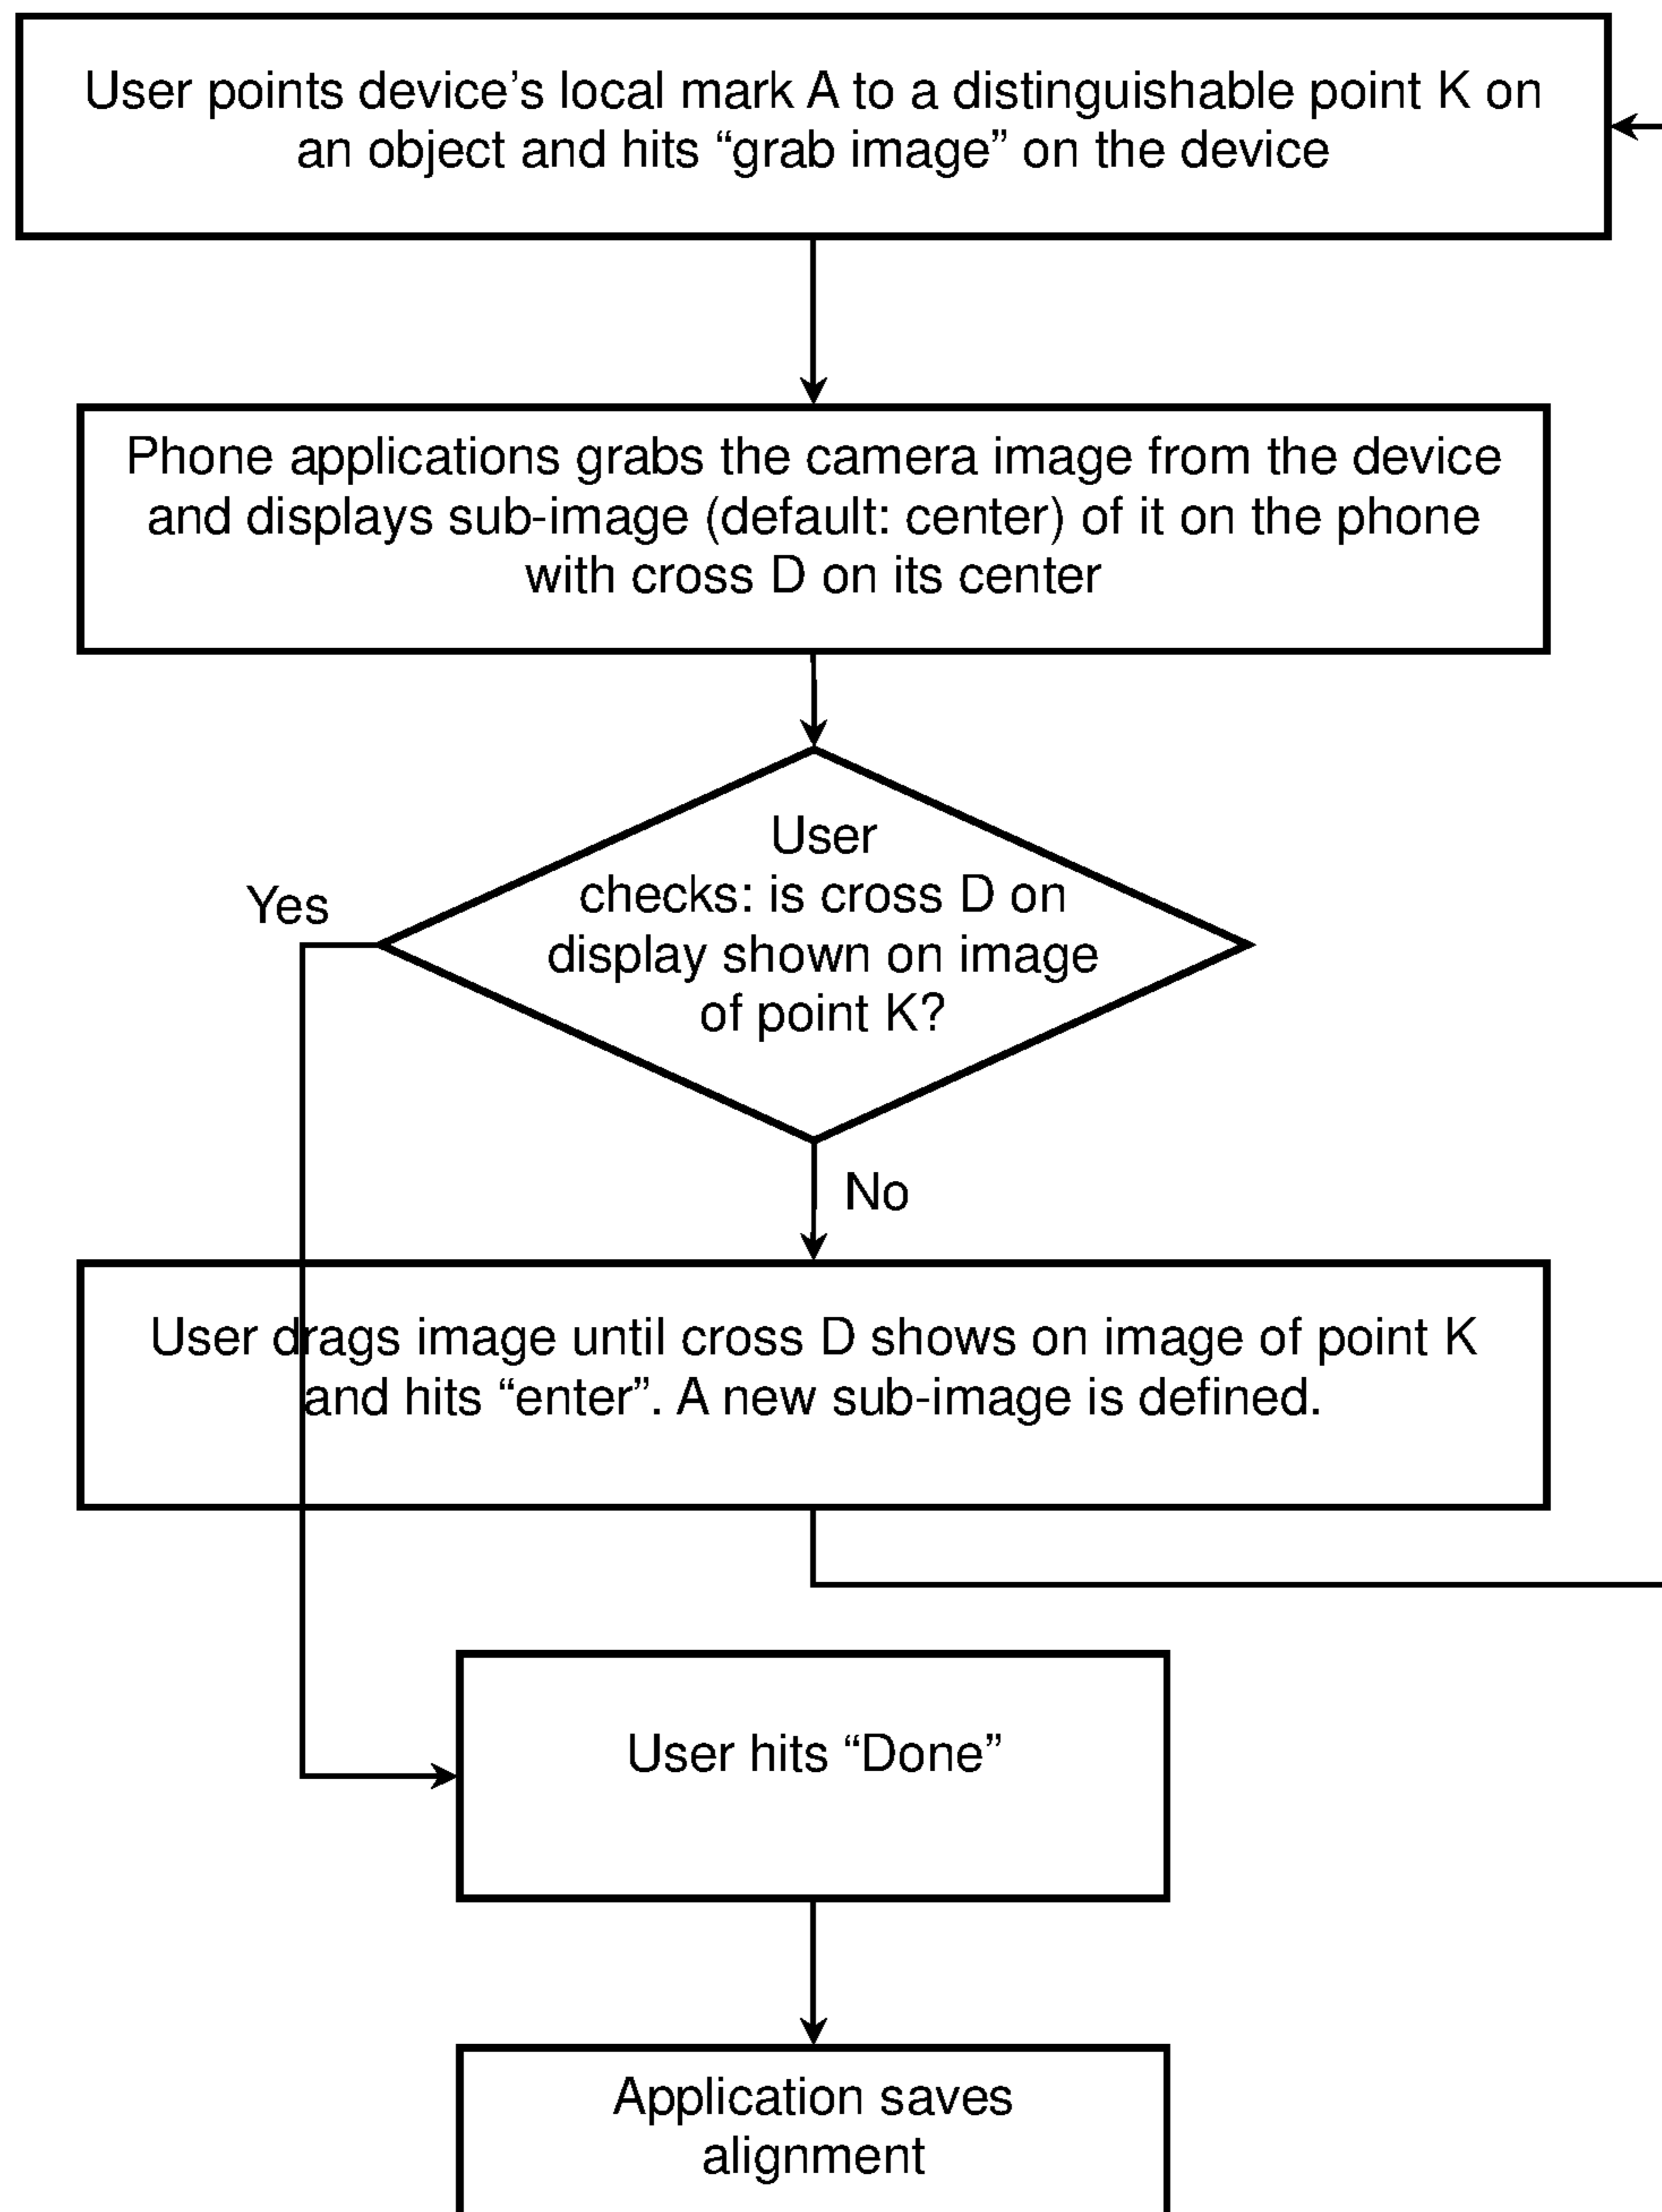 User points device’s local mark A to a distinguishable point K on
an object and hits “grab image” on the device
Phone applications grabs the camera image from the device
and displays sub-image (default: center) of it on the phone
with cross D on its center
User
checks: is cross D on
display shown on image
of point K?
Yes
No
User drags image until cross D shows on image of point K
and hits “enter”. A new sub-image is defined.
User hits “Done”
Application saves
alignment